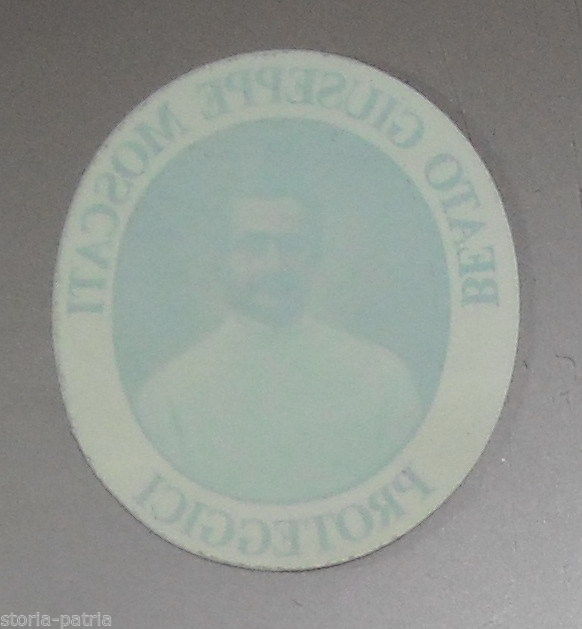 BEATO GIUSEPPE MOSCATI
PROTEGGICI
storia-patria